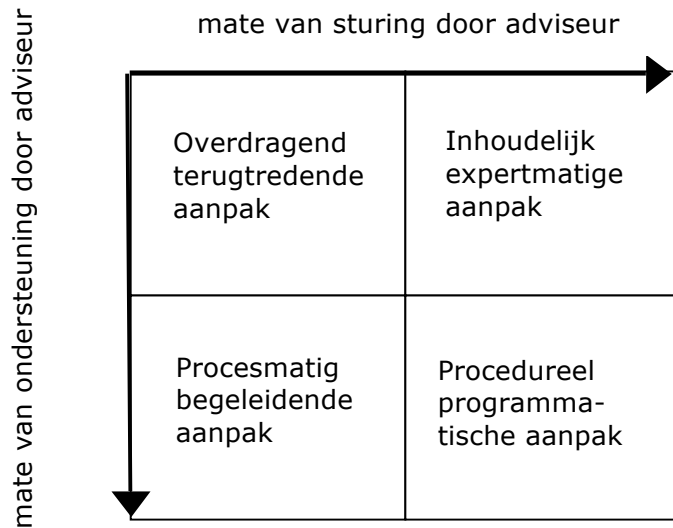 mate van sturing door adviseur
mate van ondersteuning door adviseur
Overdragend
terugtredende
aanpak
Inhoudelijk
expertmatige
aanpak
Procesmatig
begeleidende
aanpak
Procedureel
programma-
tische aanpak